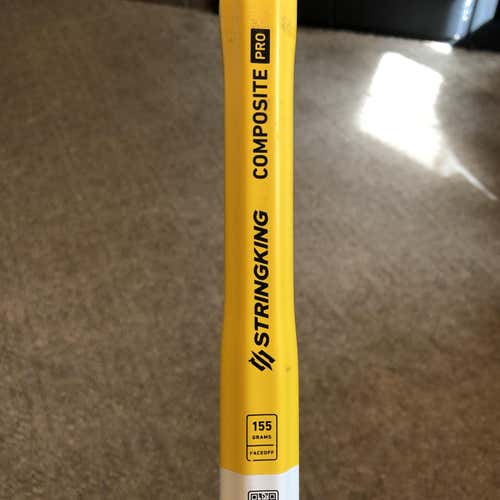 STRINGKING COMPOSITE PRO
155
GRAMS
FACEOFF